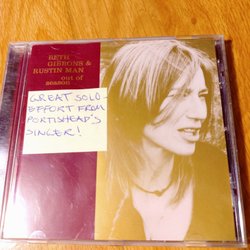 BETH
GIBBONS &
RUSTIN MAN
out of
season
GREAT SOLO
EFFORT FROM
PORTISHEAD'S
SINGER!